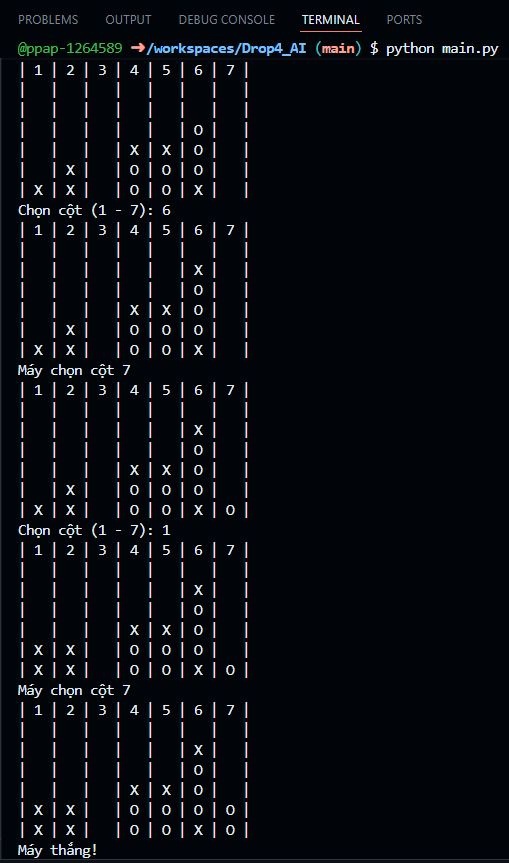 PROBLEMS OUTPUT DEBUG CONSOLE TERMINAL PORTS
@ppap-1264589 ➜/workspaces/Drop4_AI (main) $ python main.py
| 1 | 2 | 3 | 4 | 5 | 6 | 7 |
|   |   |   |   |   |   |   |
|   |   |   |   |   |   |   |
|   |   |   |   |   | O |   |
|   |   |   | X | X | O |   |
|   | X |   | O | O | O |   |
| X | X |   | O | O | X |   |
Chọn cột (1 - 7): 6
| 1 | 2 | 3 | 4 | 5 | 6 | 7 |
|   |   |   |   |   |   |   |
|   |   |   |   |   | X |   |
|   |   |   |   |   | O |   |
|   |   |   | X | X | O |   |
|   | X |   | O | O | O |   |
| X | X |   | O | O | X |   |
Máy chọn cột 7
| 1 | 2 | 3 | 4 | 5 | 6 | 7 |
|   |   |   |   |   |   |   |
|   |   |   |   |   | X |   |
|   |   |   |   |   | O |   |
|   |   |   | X | X | O |   |
|   | X |   | O | O | O |   |
| X | X |   | O | O | X | O |
Chọn cột (1 - 7): 1
| 1 | 2 | 3 | 4 | 5 | 6 | 7 |
|   |   |   |   |   |   |   |
|   |   |   |   |   | X |   |
|   |   |   |   |   | O |   |
|   |   |   | X | X | O |   |
| X | X |   | O | O | O |   |
| X | X |   | O | O | X | O |
Máy chọn cột 7
| 1 | 2 | 3 | 4 | 5 | 6 | 7 |
|   |   |   |   |   |   |   |
|   |   |   |   |   | X |   |
|   |   |   |   |   | O |   |
|   |   |   | X | X | O |   |
| X | X |   | O | O | O | O |
| X | X |   | O | O | X | O |
Máy thắng!